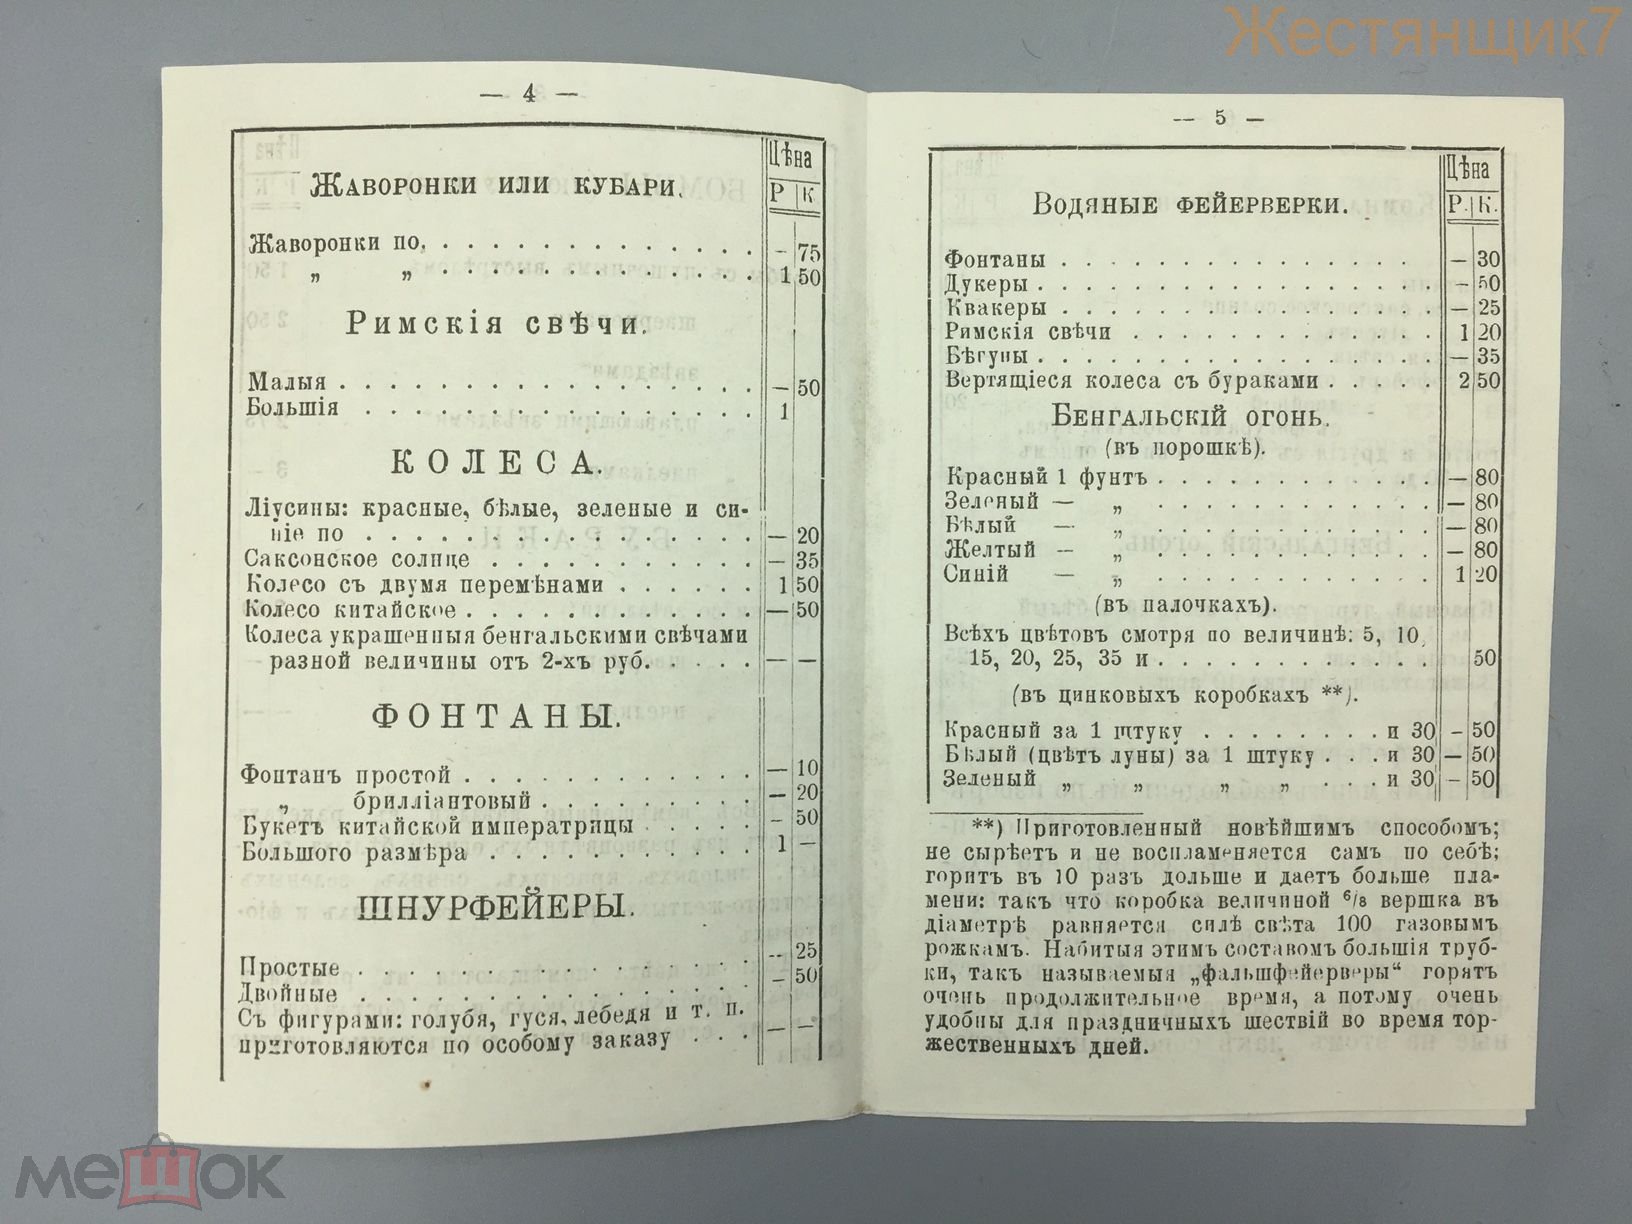 Жестянщик7
— 4 —
Цѣна
Р К
Жаворонки или кубари.
Жаворонки по. . . . . . . . . . . . . . — 75
„ „ . . . . . . . . . . . . . 1 50
Римскія свѣчи.
Малыя . . . . . . . . . . . . . . . . . — 50
Большія . . . . . . . . . . . . . . . . 1
КОЛЕСА.
Ліусины: красные, бѣлые, зеленые и си-
ніе по . . . . . . . . . . . . . . . — 20
Саксонское солнце . . . . . . . . . . . — 35
Колесо съ двумя перемѣнами . . . . . . 1 50
Колесо китайское . . . . . . . . . . . — 50
Колеса украшенныя бенгальскими свѣчами
разной величины отъ 2-хъ руб. . . . . — —
ФОНТАНЫ.
Фонтанъ простой . . . . . . . . . . . . — 10
„ брилліантовый . . . . . . . . — 20
Букетъ китайской императрицы . . . . . — 50
Большого размѣра . . . . . . . . . . . 1 —
ШНУРФЕЙЕРЫ.
Простые . . . . . . . . . . . . . . . . — 25
Двойные . . . . . . . . . . . . . . . . — 50
Съ фигурами: голубя, гуся, лебедя и т. п.
приготовляются по особому заказу . . . — —
— 5 —
Цѣна
Р. К.
Водяные фейерверки.
Фонтаны . . . . . . . . . . . . . . . — 30
Дукеры . . . . . . . . . . . . . . . . — 50
Квакеры . . . . . . . . . . . . . . . — 25
Римскія свѣчи . . . . . . . . . . . . 1 20
Бѣгуны . . . . . . . . . . . . . . . . — 35
Вертящіеся колеса съ бураками . . . . . 2 50
Бенгальскій огонь.
(въ порошкѣ).
Красный 1 фунтъ . . . . . . . . . . . . — 80
Зеленый — „ . . . . . . . . . . . . — 80
Бѣлый — „ . . . . . . . . . . . . — 80
Желтый — „ . . . . . . . . . . . . — 80
Синій — „ . . . . . . . . . . . . 1 20
(въ палочкахъ).
Всѣхъ цвѣтовъ смотря по величинѣ: 5, 10,
15, 20, 25, 35 и . . . . . . . . . . . . 50
(въ цинковыхъ коробкахъ **).
Красный за 1 штуку . . . . . . . . и 30 — 50
Бѣлый (цвѣтъ луны) за 1 штуку . . . и 30 — 50
Зеленый „ „ „ „ . . . и 30 — 50
**) Приготовленный новѣйшимъ способомъ;
не сырѣетъ и не воспламеняется самъ по себѣ;
горитъ въ 10 разъ дольше и даетъ больше пла-
мени: такъ что коробка величиной 6/8 вершка въ
діаметрѣ равняется силѣ свѣта 100 газовымъ
рожкамъ. Набитыя этимъ составомъ большія труб-
ки, такъ называемыя „фальшфейерверы“ горятъ
очень продолжительное время, а потому очень
удобны для праздничныхъ шествій во время тор-
жественныхъ дней.
мешок